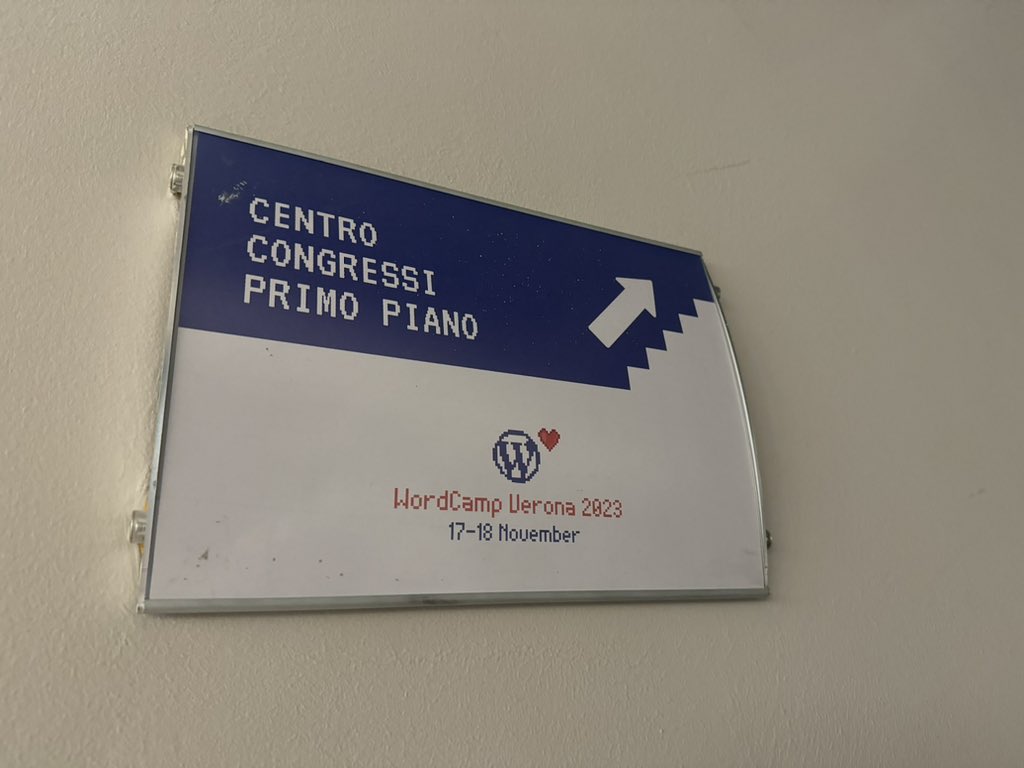 CENTRO
CONGRESSI
PRIMO PIANO
WordCamp Verona 2023
17-18 November